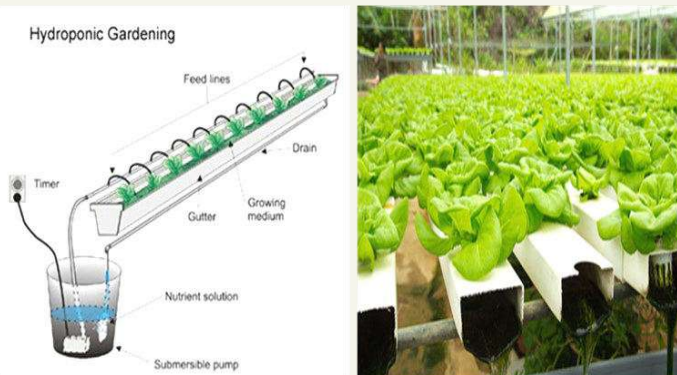 Hydroponic Gardening
Feed lines
Drain
Timer
Growing
medium
Gutter
Nutrient solution
Submersible pump